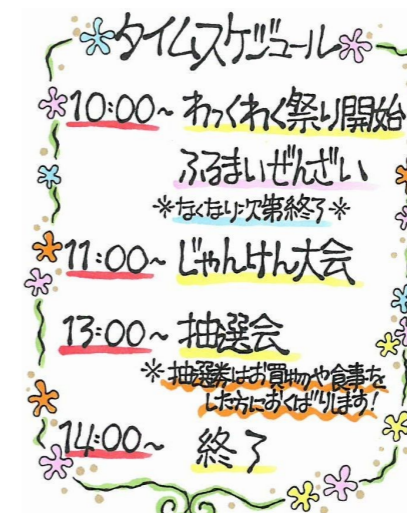 タイムスケジュール
10:00~ わっくわく祭り開始
ふるまいぜんざい
※なくなり次第終了※
11:00~ じゃんけん大会
13:00~ 抽選会
※抽選券はお買物や食事を
した方におくばりします!
14:00~ 終了